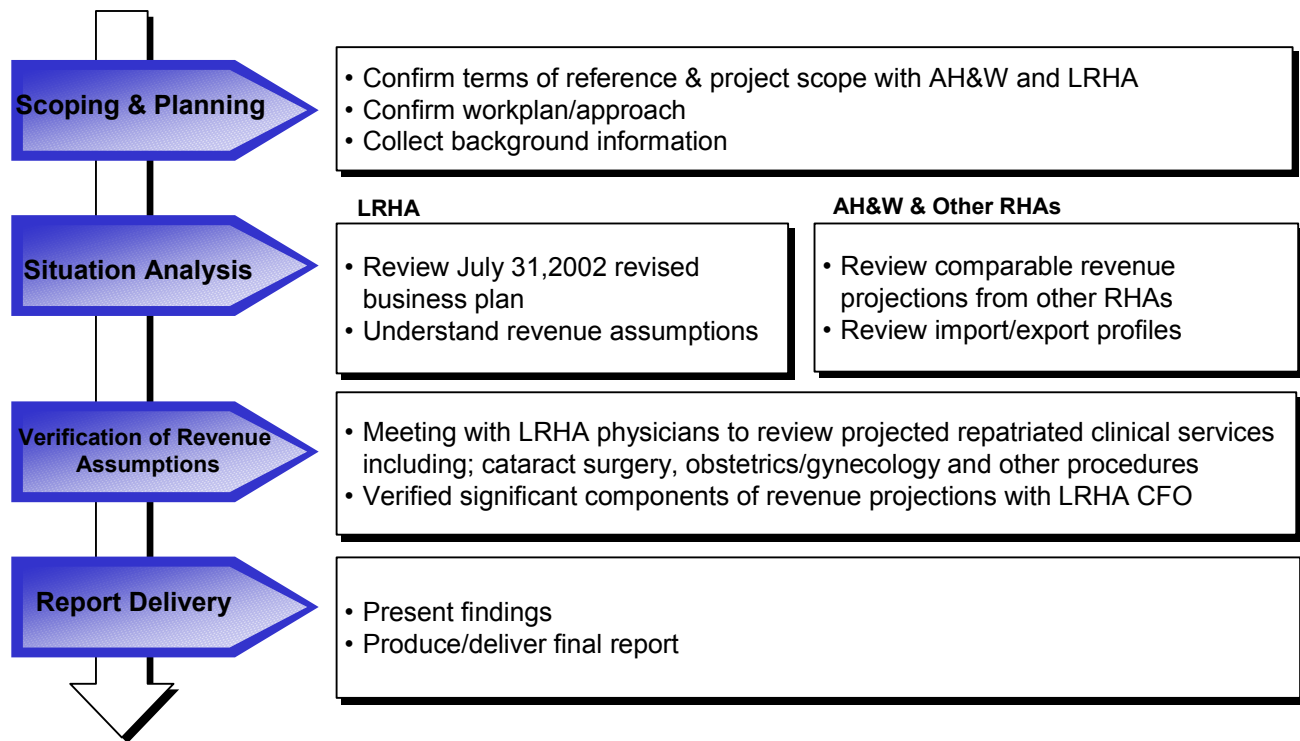 Scoping & Planning
• Confirm terms of reference & project scope with AH&W and LRHA
• Confirm workplan/approach
• Collect background information
Situation Analysis
LRHA
• Review July 31,2002 revised
business plan
• Understand revenue assumptions
AH&W & Other RHAs
• Review comparable revenue
projections from other RHAs
• Review import/export profiles
Verification of Revenue
Assumptions
• Meeting with LRHA physicians to review projected repatriated clinical services
including; cataract surgery, obstetrics/gynecology and other procedures
• Verified significant components of revenue projections with LRHA CFO
Report Delivery
• Present findings
• Produce/deliver final report